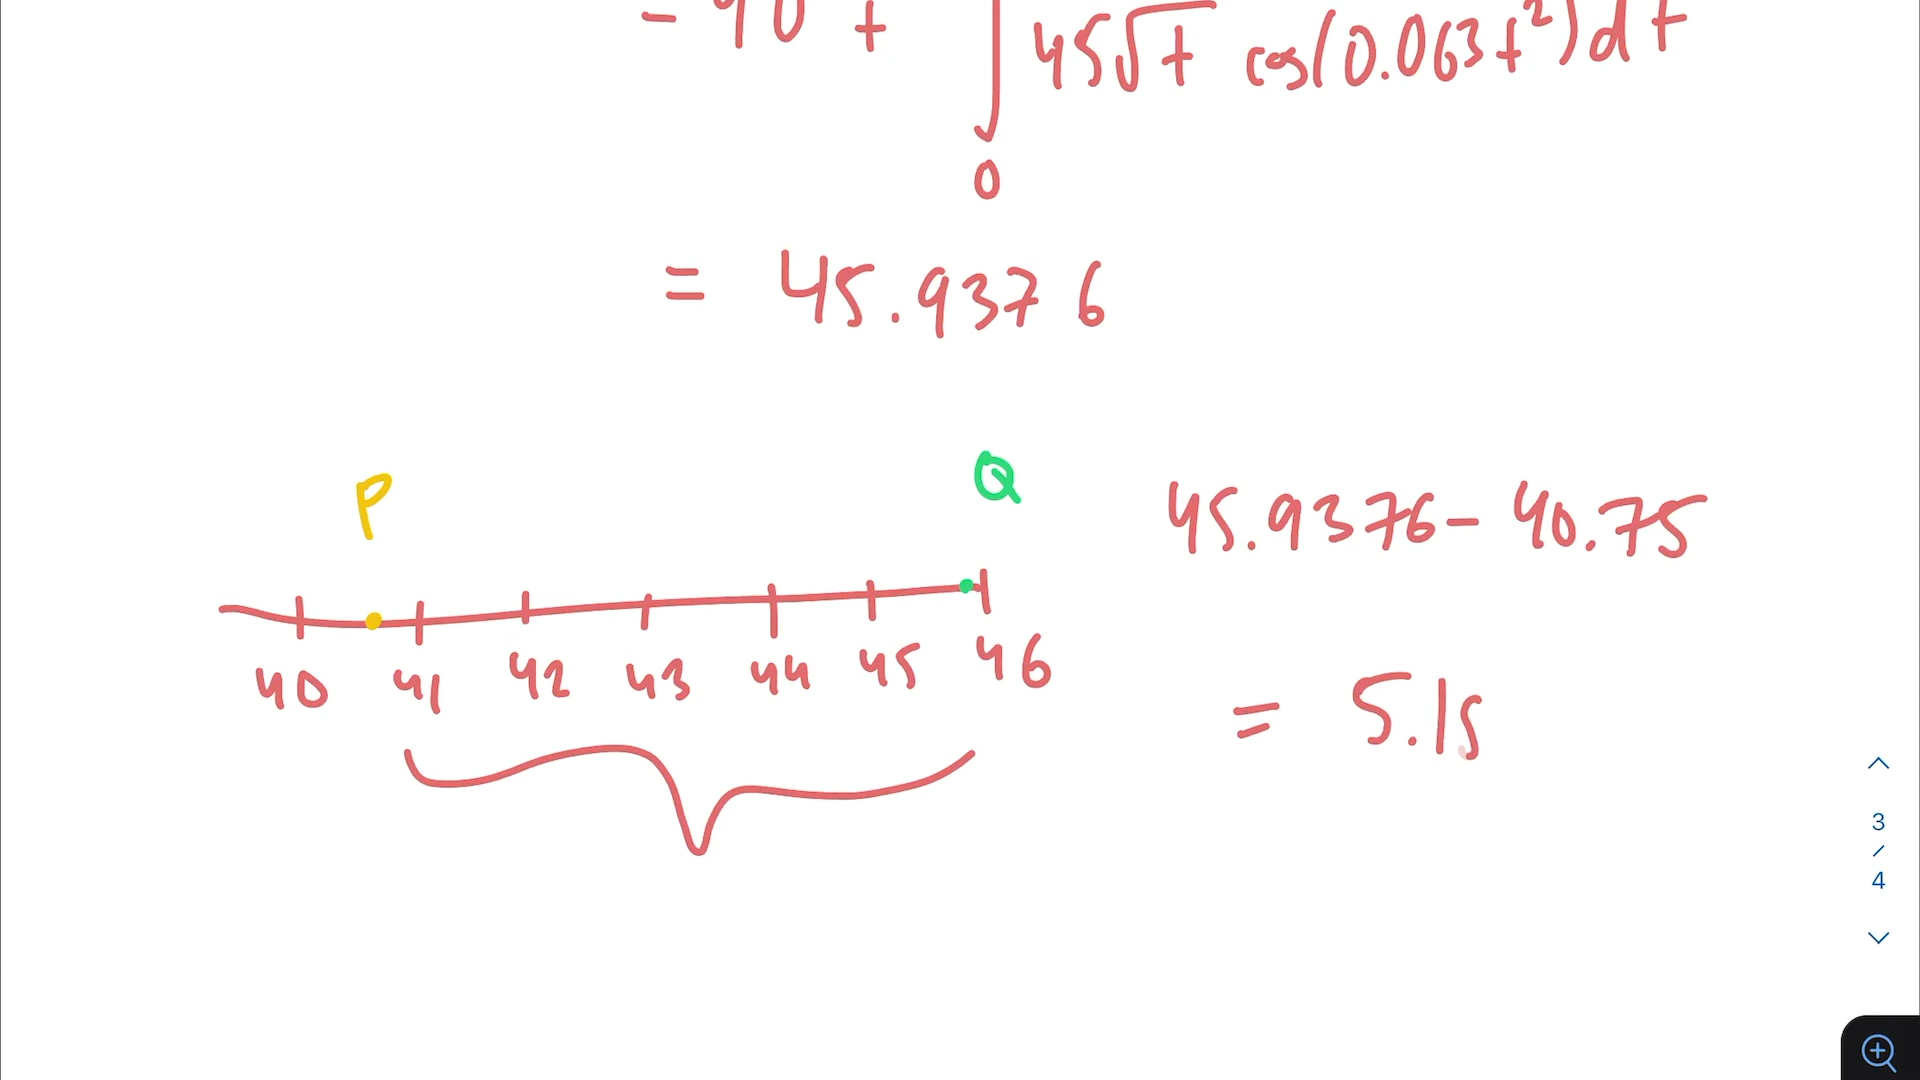 = -90 + ∫ 45√t cos(0.063t²)dt
0
= 45.9376
P
Q
45.9376 - 40.75
40 41 42 43 44 45 46
= 5.15
3
/
4